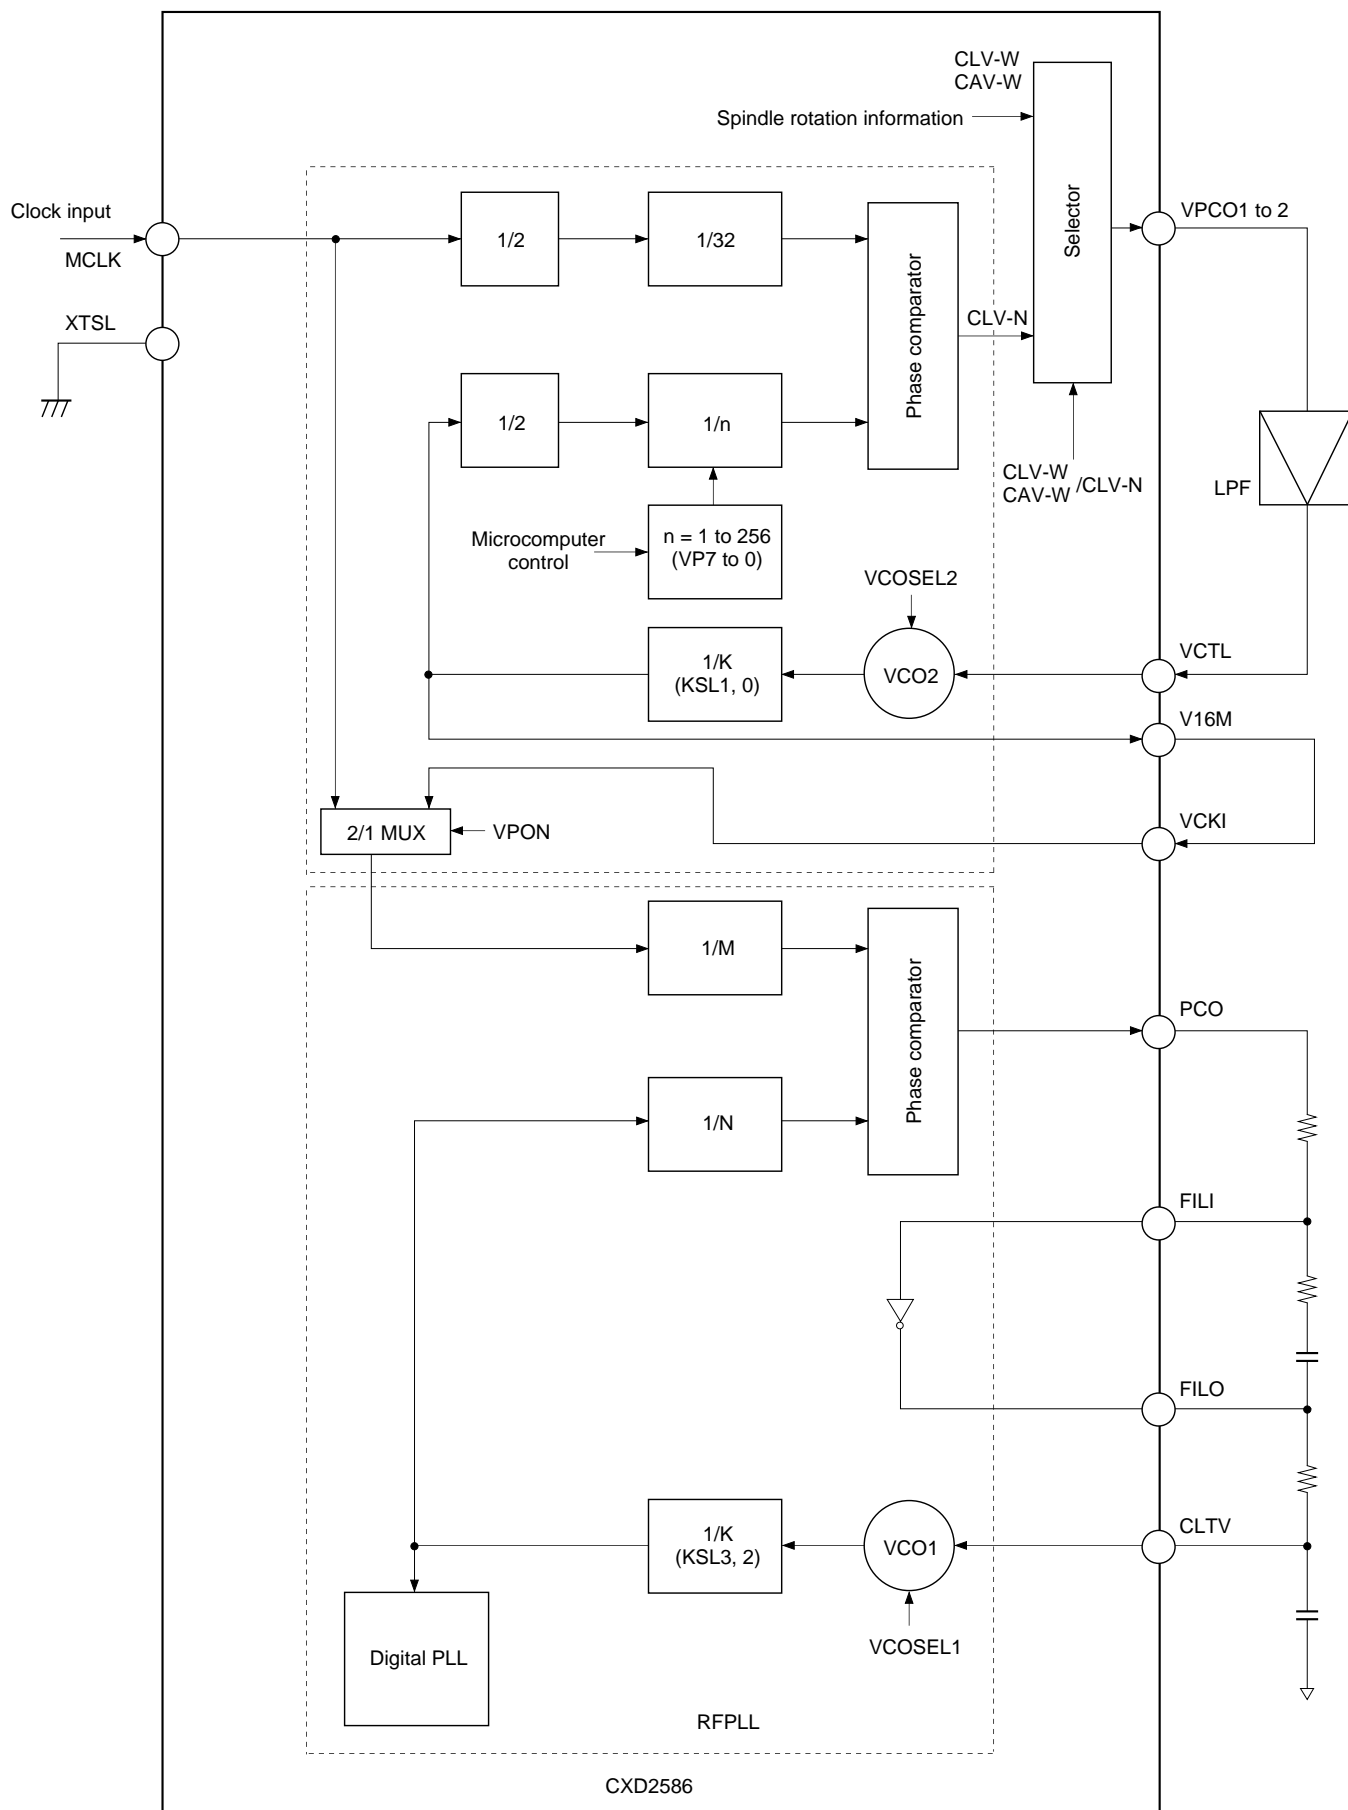 CLV-W
CAV-W
Spindle rotation information
Selector
Clock input
MCLK
1/2
1/32
VPCO1 to 2
XTSL
Phase comparator
CLV-N
1/2
1/n
CLV-W
CAV-W
/CLV-N
LPF
Microcomputer
control
n = 1 to 256
(VP7 to 0)
VCOSEL2
1/K
(KSL1, 0)
VCO2
VCTL
V16M
2/1 MUX
VPON
VCKI
1/M
Phase comparator
PCO
1/N
FILI
FILO
1/K
(KSL3, 2)
VCO1
CLTV
VCOSEL1
Digital PLL
RFPLL
CXD2586